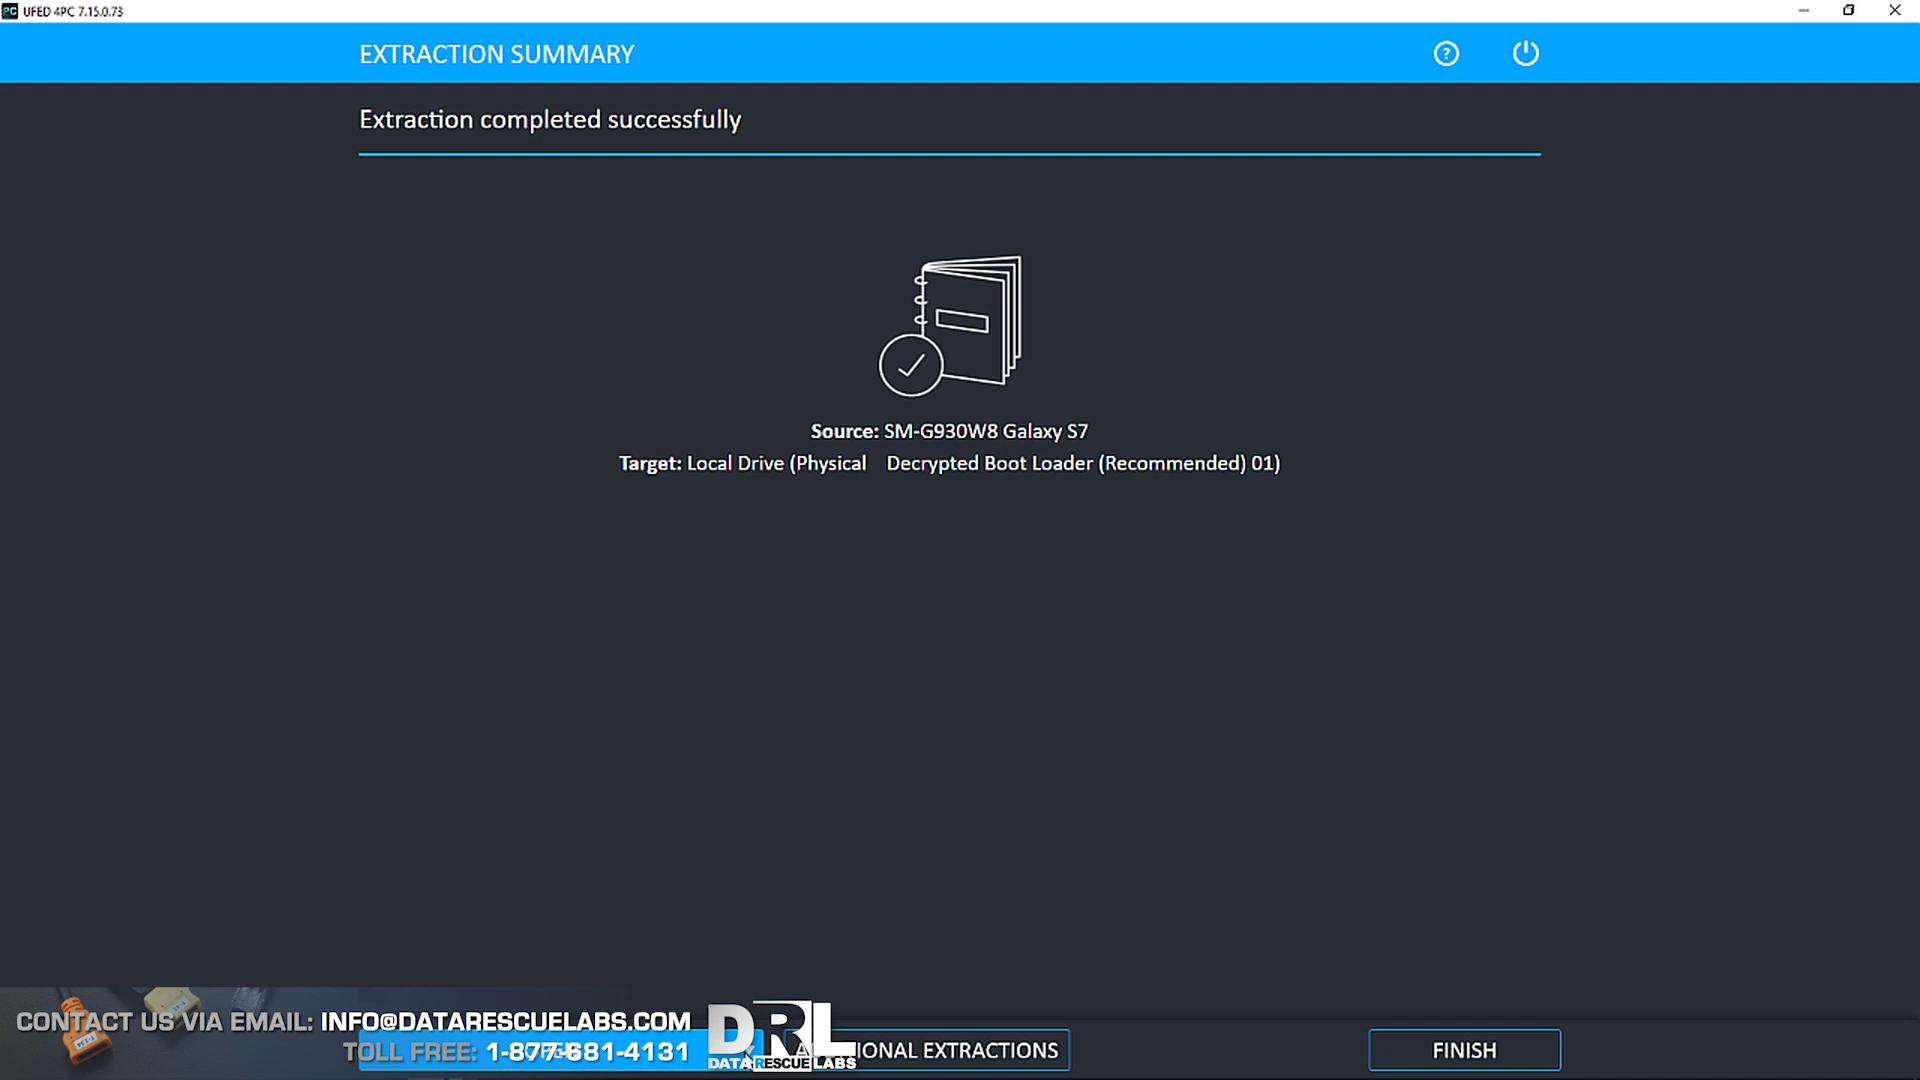 UFED 4PC 7.15.0.73
EXTRACTION SUMMARY
?
Extraction completed successfully
Source: SM-G930W8 Galaxy S7
Target: Local Drive (Physical Decrypted Boot Loader (Recommended) 01)
CONTACT US VIA EMAIL: INFO@DATARESCUELABS.COM
TOLL FREE: 1-877-681-4131
DRL
DATA RESCUE LABS
ADDITIONAL EXTRACTIONS
FINISH